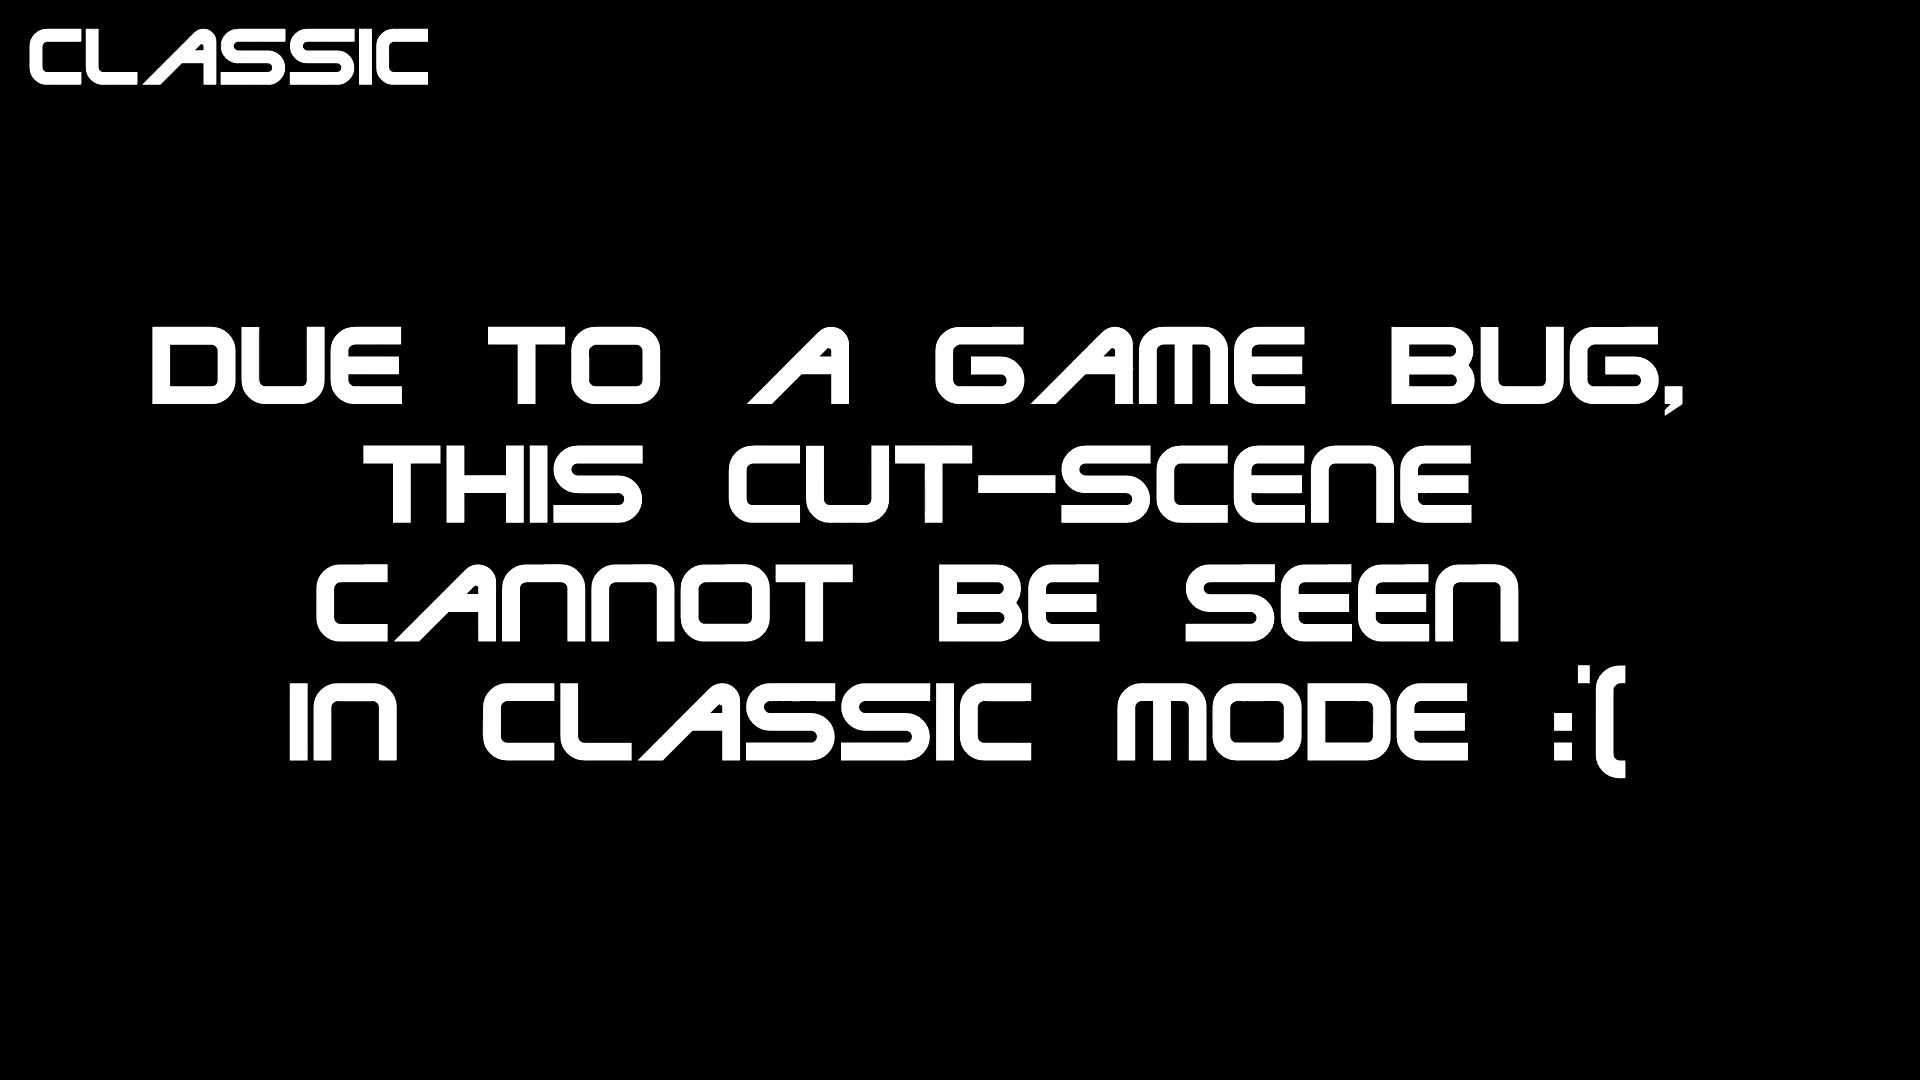 CLASSIC
DUE TO A GAME BUG,
THIS CUT-SCENE
CANNOT BE SEEN
IN CLASSIC MODE :'(